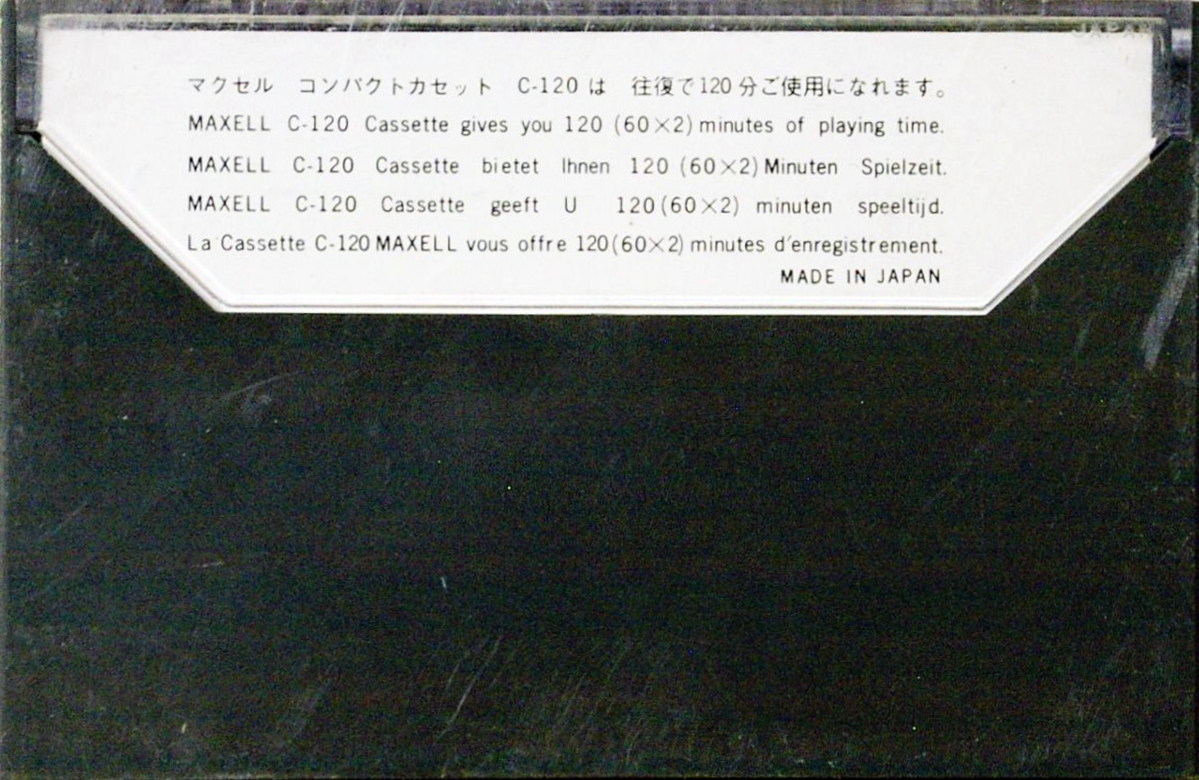 JAPAN
マクセル コンパクトカセット C-120は 往復で120分ご使用になれます。
MAXELL C-120 Cassette gives you 120 (60×2) minutes of playing time.
MAXELL C-120 Cassette bietet Ihnen 120 (60×2) Minuten Spielzeit.
MAXELL C-120 Cassette geeft U 120 (60×2) minuten speeltijd.
La Cassette C-120 MAXELL vous offre 120 (60×2) minutes d'enregistrement.
MADE IN JAPAN